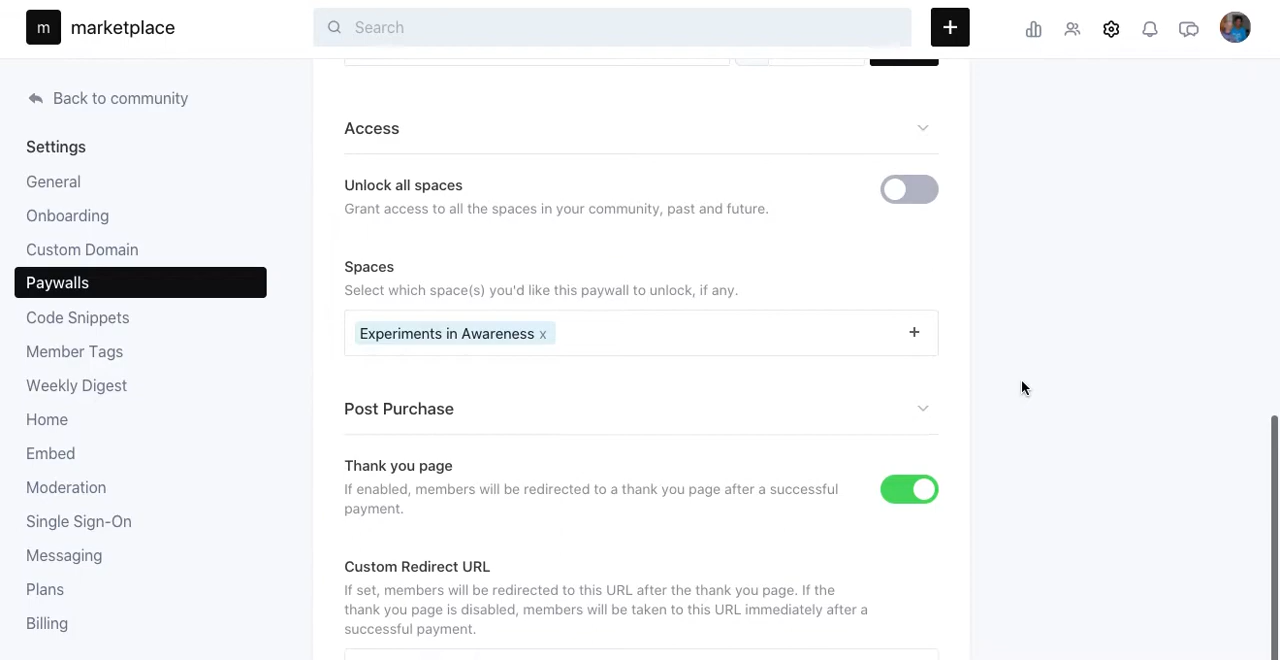 m marketplace
Search
+
Back to community
Settings
General
Onboarding
Custom Domain
Paywalls
Code Snippets
Member Tags
Weekly Digest
Home
Embed
Moderation
Single Sign-On
Messaging
Plans
Billing
Access
Unlock all spaces
Grant access to all the spaces in your community, past and future.
Spaces
Select which space(s) you'd like this paywall to unlock, if any.
Experiments in Awareness x
+
Post Purchase
Thank you page
If enabled, members will be redirected to a thank you page after a successful
payment.
Custom Redirect URL
If set, members will be redirected to this URL after the thank you page. If the
thank you page is disabled, members will be taken to this URL immediately after a
successful payment.